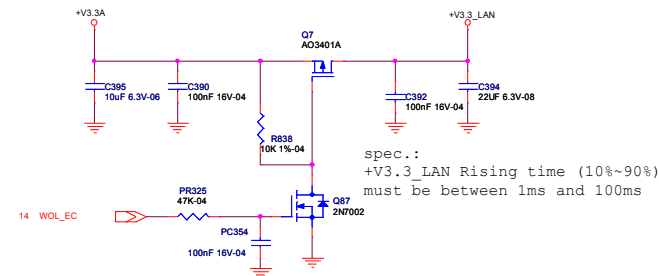 +V3.3A
+V3.3_LAN
Q7
AO3401A
C395
10uF 6.3V-06
C390
100nF 16V-04
C392
100nF 16V-04
C394
22UF 6.3V-08
R838
10K 1%-04
spec.:
+V3.3_LAN Rising time (10%~90%)
must be between 1ms and 100ms
PR325
47K-04
Q87
2N7002
14 WOL_EC
PC354
100nF 16V-04